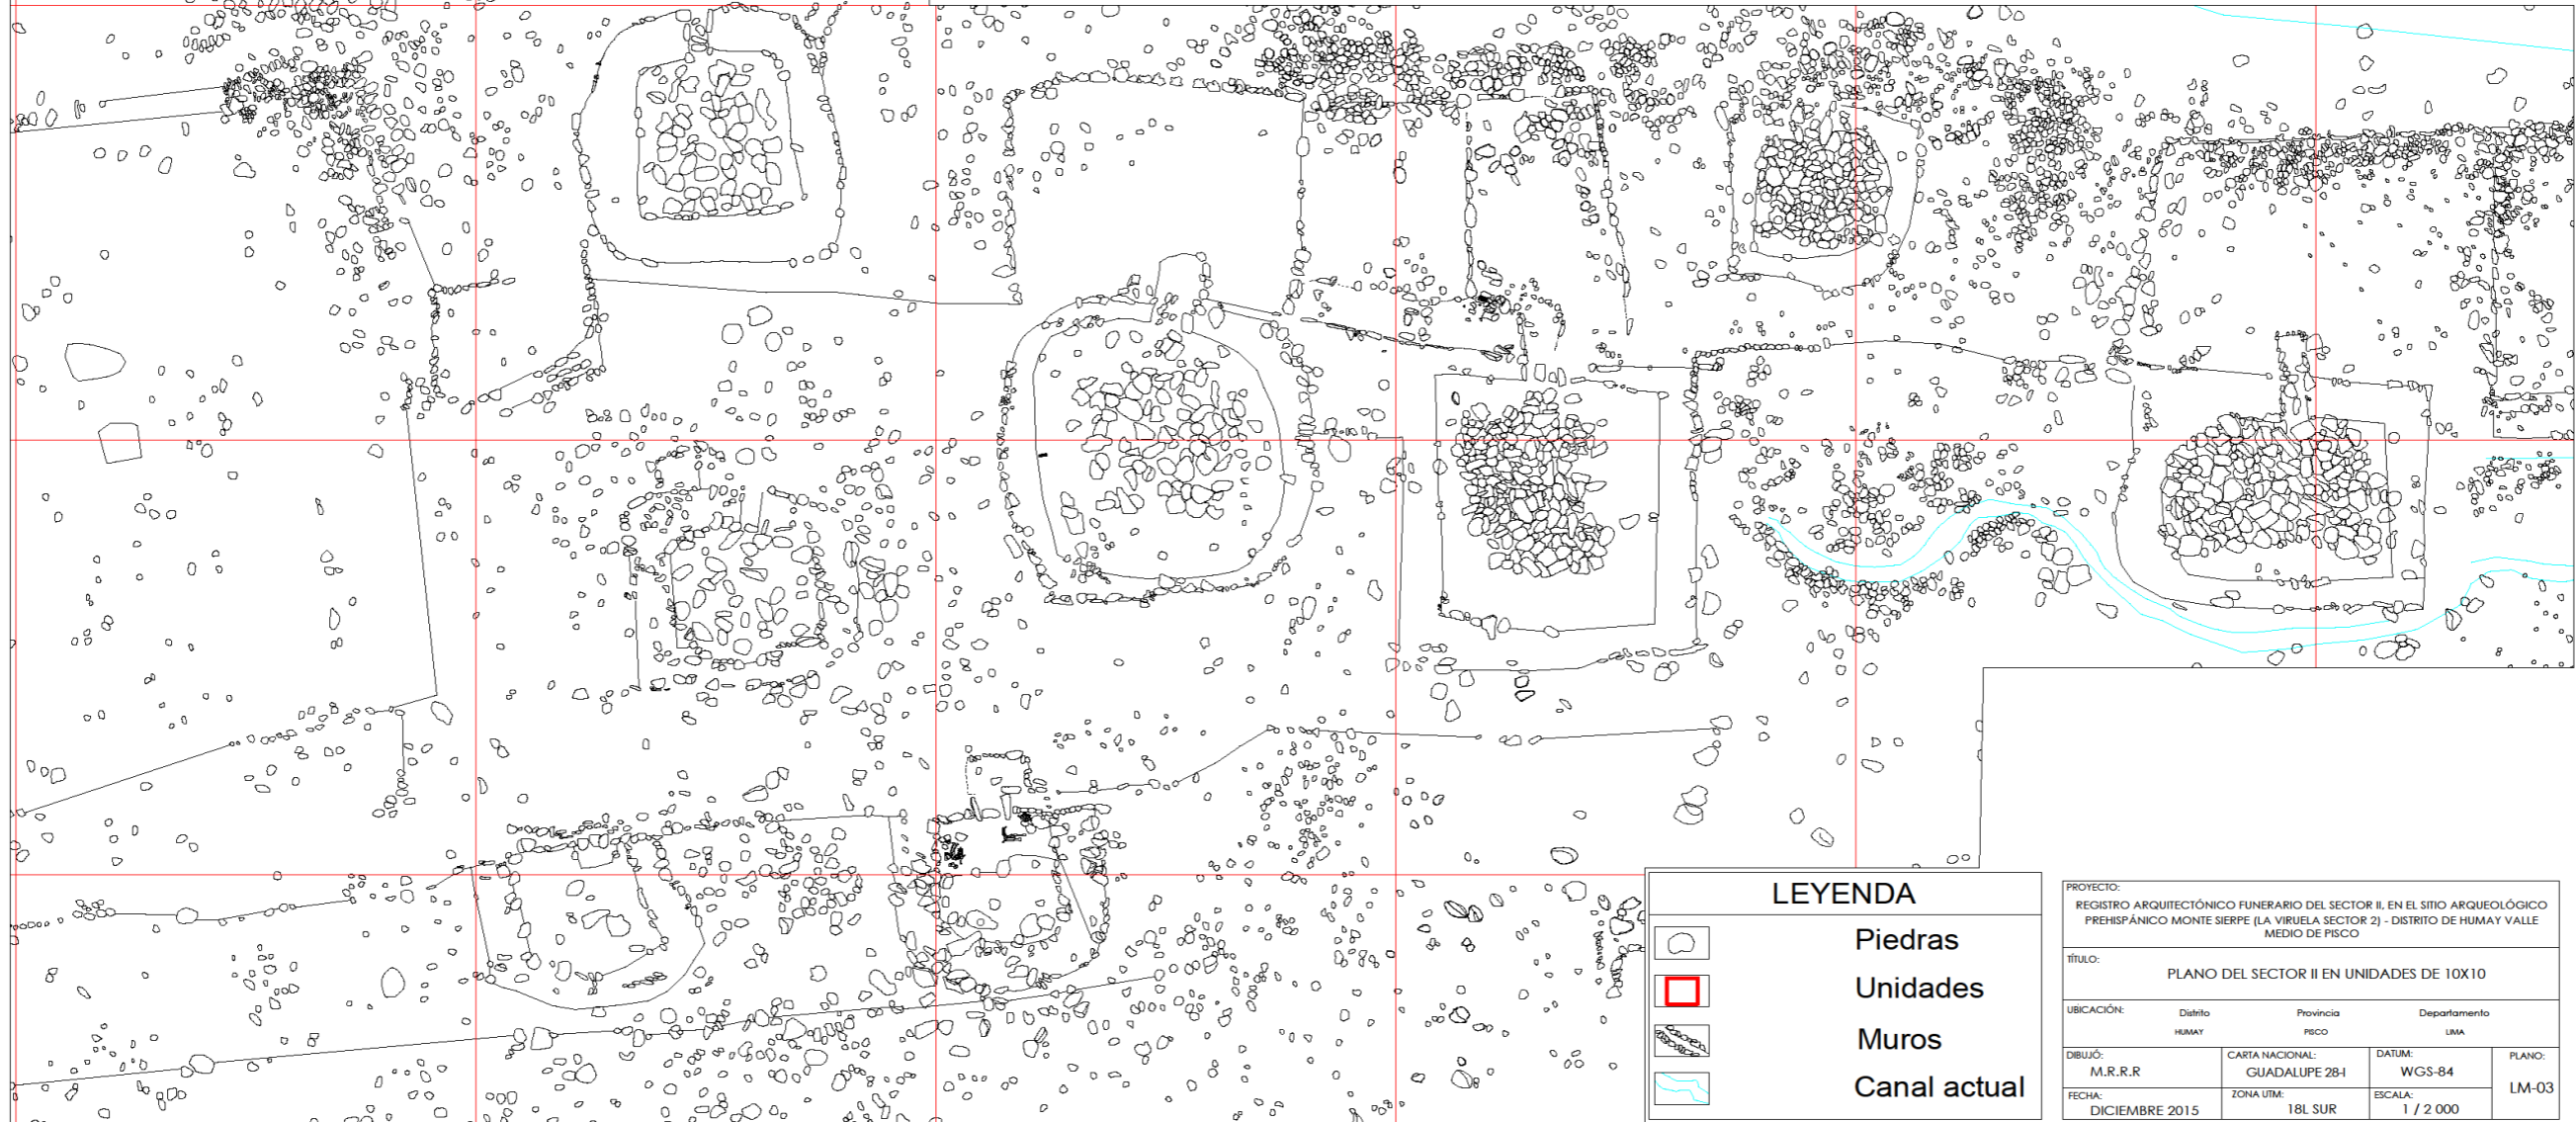 LEYENDA
Piedras
Unidades
Muros
Canal actual
PROYECTO:
REGISTRO ARQUITECTÓNICO FUNERARIO DEL SECTOR II, EN EL SITIO ARQUEOLÓGICO
PREHISPÁNICO MONTE SIERPE (LA VIRUELA SECTOR 2) - DISTRITO DE HUMAY VALLE
MEDIO DE PISCO
TÍTULO:
PLANO DEL SECTOR II EN UNIDADES DE 10X10
UBICACIÓN: Distrito Provincia Departamento
HUMAY PISCO LIMA
DIBUJÓ: CARTA NACIONAL: DATUM: PLANO:
M.R.R.R GUADALUPE 28-l WGS-84
LM-03
FECHA: ZONA UTM: ESCALA:
DICIEMBRE 2015 18L SUR 1 / 2 000